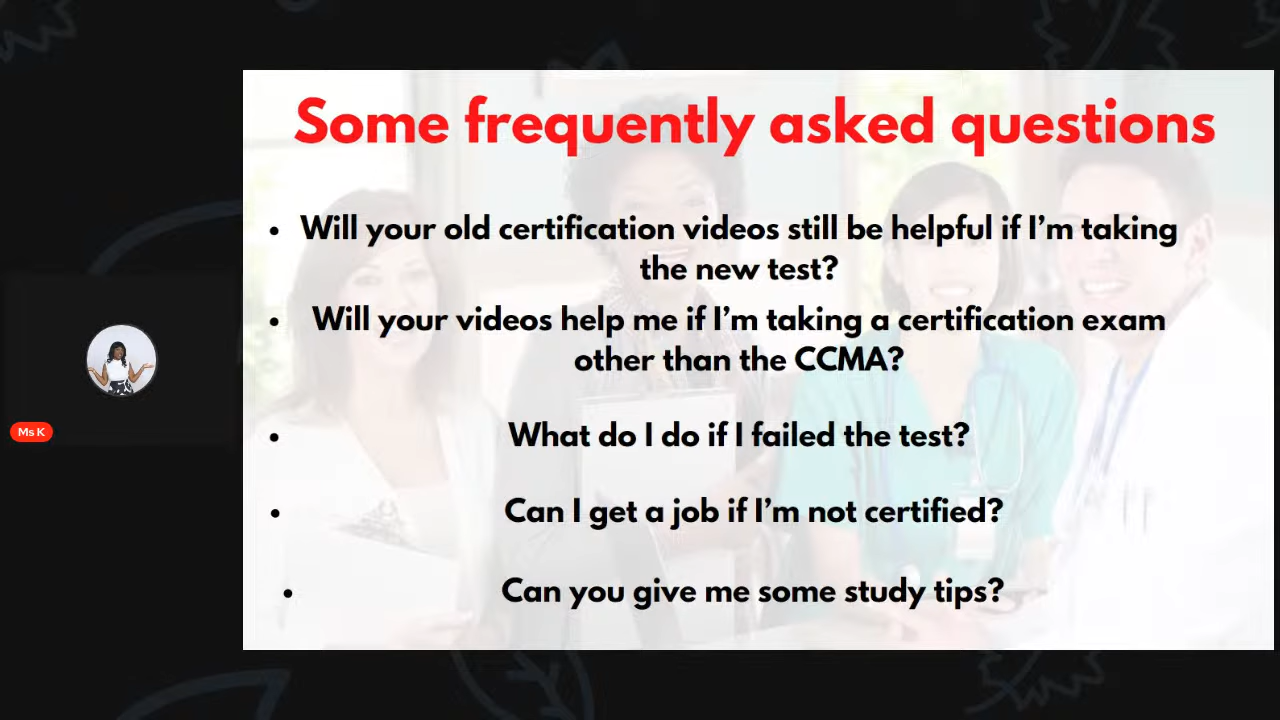 Some frequently asked questions
• Will your old certification videos still be helpful if I’m taking
the new test?
• Will your videos help me if I’m taking a certification exam
other than the CCMA?
Ms K
• What do I do if I failed the test?
• Can I get a job if I’m not certified?
• Can you give me some study tips?